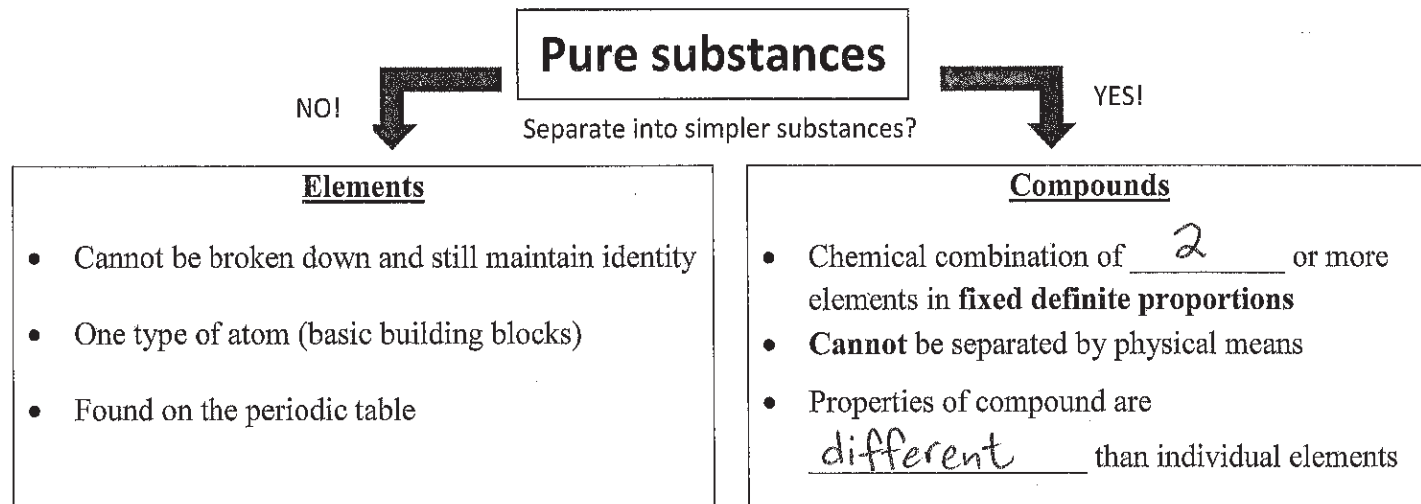 Pure substances
NO!
YES!
Separate into simpler substances?
Elements
• Cannot be broken down and still maintain identity
• One type of atom (basic building blocks)
• Found on the periodic table
Compounds
• Chemical combination of 2 or more
elements in fixed definite proportions
• Cannot be separated by physical means
• Properties of compound are
different than individual elements